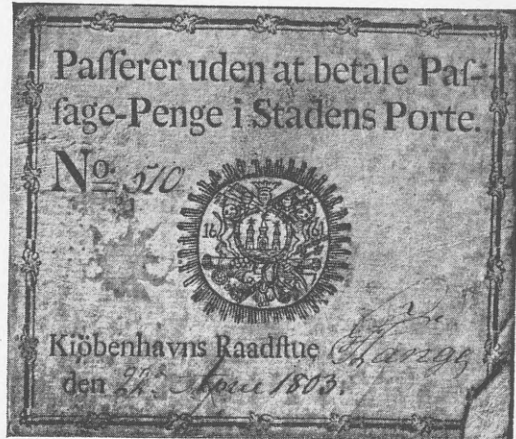 Paſſerer uden at betale Paſ-
ſage-Penge i Stadens Porte.
No. 510
16 61
Kiöbenhavns Raadſtue
den April 1803.